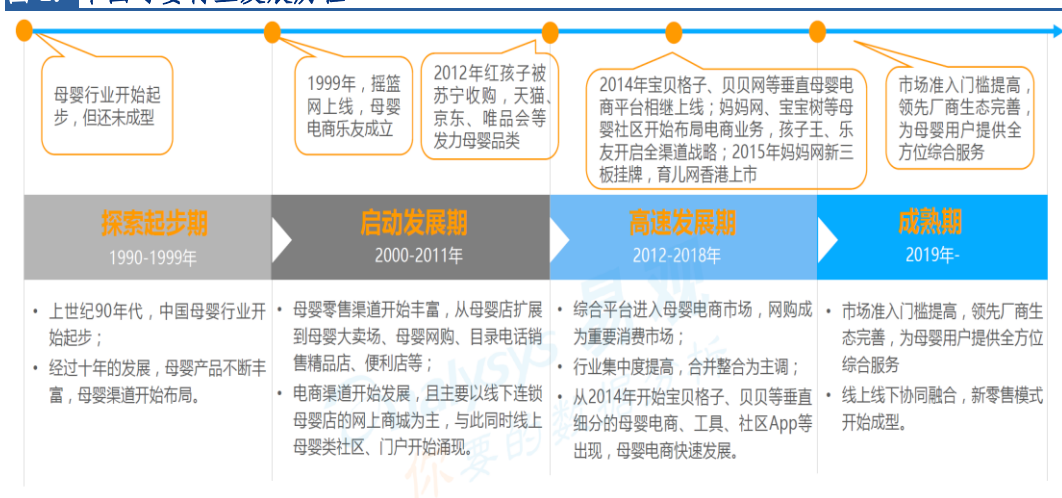 母婴行业开始起
步，但还未成型
1999年，摇篮
网上线，母婴
电商乐友成立
2012年红孩子被
苏宁收购，天猫、
京东、唯品会等
发力母婴品类
2014年宝贝格子、贝贝网等垂直母婴电
商平台相继上线；妈妈网、宝宝树等母
婴社区开始布局电商业务，孩子王、乐
友开启全渠道战略；2015年妈妈网新三
板挂牌，育儿网香港上市
市场准入门槛提高，
领先厂商生态完善，
为母婴用户提供全
方位综合服务
探索起步期
1990-1999年
启动发展期
2000-2011年
高速发展期
2012-2018年
成熟期
2019年-
• 上世纪90年代，中国母婴行业开
始起步；
• 经过十年的发展，母婴产品不断丰
富，母婴渠道开始布局。
• 母婴零售渠道开始丰富，从母婴店扩展
到母婴大卖场、母婴网购、目录电话销
售精品店、便利店等；
• 电商渠道开始发展，且主要以线下连锁
母婴店的网上商城为主，与此同时线上
母婴类社区、门户开始涌现。
• 综合平台进入母婴电商市场，网购成
为重要消费市场；
• 行业集中度提高，合并整合为主调；
• 从2014年开始宝贝格子、贝贝等垂直
细分的母婴电商、工具、社区App等
出现，母婴电商快速发展。
• 市场准入门槛提高，领先厂商生
态完善，为母婴用户提供全方位
综合服务
• 线上线下协同融合，新零售模式
开始成型。
易观
你要的数据分析